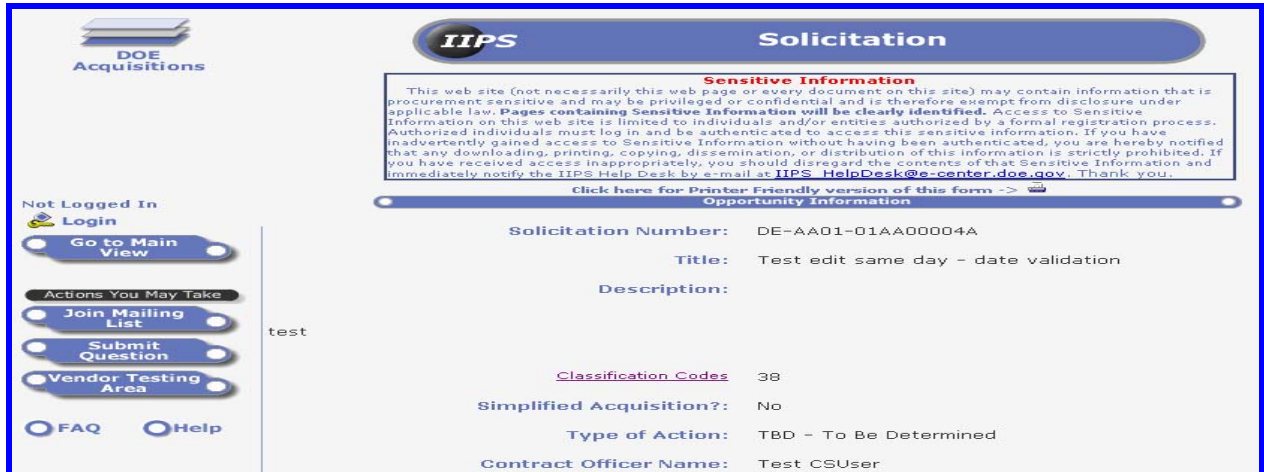 DOE
Acquisitions
IIPS
Solicitation
Sensitive Information
This web site (not necessarily this web page or every document on this site) may contain information that is
procurement sensitive and may be privileged or confidential and is therefore exempt from disclosure under
applicable law. Pages containing Sensitive Information will be clearly identified. Access to Sensitive
Information on this web site is limited to individuals and/or entities authorized by a formal registration process.
Authorized individuals must log in and be authenticated to access this sensitive information. If you have
inadvertently gained access to Sensitive Information without having been authenticated, you are hereby notified
that any downloading, printing, copying, dissemination, or distribution of this information is strictly prohibited. If
you have received access inappropriately, you should disregard the contents of that Sensitive Information and
immediately notify the IIPS Help Desk by e-mail at IIPS_HelpDesk@e-center.doe.gov. Thank you.
Click here for Printer Friendly version of this form ->
Opportunity Information
Not Logged In
Login
Go to Main
View
Actions You May Take
Join Mailing
List
Submit
Question
Vendor Testing
Area
FAQ Help
Solicitation Number: DE-AA01-01AA00004A
Title: Test edit same day - date validation
Description:
test
Classification Codes 38
Simplified Acquisition?: No
Type of Action: TBD - To Be Determined
Contract Officer Name: Test CSUser